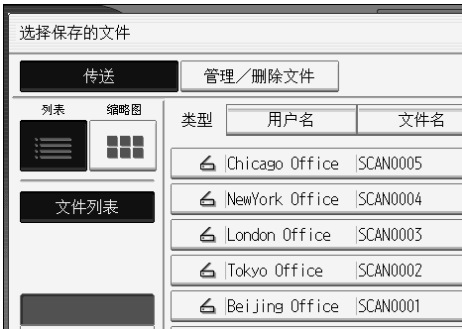 选择保存的文件
传送 管理／删除文件
列表 缩略图 类型 用户名 文件名
Chicago Office SCAN0005
NewYork Office SCAN0004
文件列表
London Office SCAN0003
Tokyo Office SCAN0002
Beijing Office SCAN0001